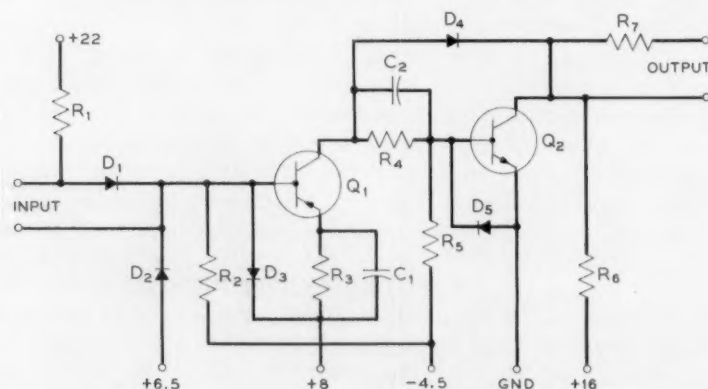 +22
R1
D1
INPUT
D2
R2
D3
Q1
R3
C1
D4
C2
R4
R5
D5
Q2
R7
OUTPUT
R6
+6.5
+8
-4.5
GND
+16